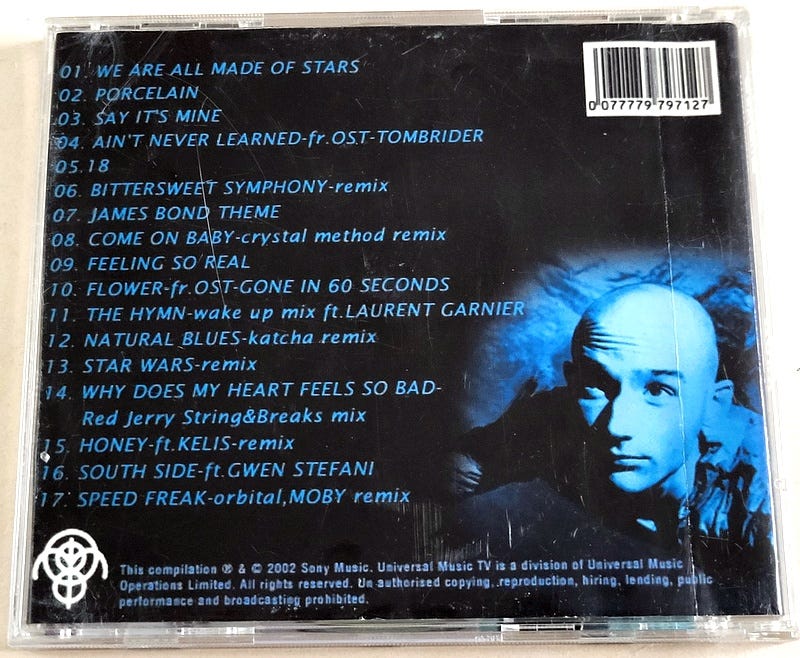 01. WE ARE ALL MADE OF STARS
02. PORCELAIN
03. SAY IT'S MINE
04. AIN'T NEVER LEARNED-fr.OST-TOMBRIDER
05.18
06. BITTERSWEET SYMPHONY-remix
07. JAMES BOND THEME
08. COME ON BABY-crystal method remix
09. FEELING SO REAL
10. FLOWER-fr.OST-GONE IN 60 SECONDS
11. THE HYMN-wake up mix ft.LAURENT GARNIER
12. NATURAL BLUES-katcha remix
13. STAR WARS-remix
14. WHY DOES MY HEART FEELS SO BAD-
Red Jerry String&Breaks mix
15. HONEY-ft.KELIS-remix
16. SOUTH SIDE-ft.GWEN STEFANI
17. SPEED FREAK-orbital,MOBY remix
0 077779 797127
This compilation ℗ & © 2002 Sony Music. Universal Music TV is a division of Universal Music
Operations Limited. All rights reserved. Un authorised copying, .reproduction, hiring, lending, public
performance and broadcasting prohibited.